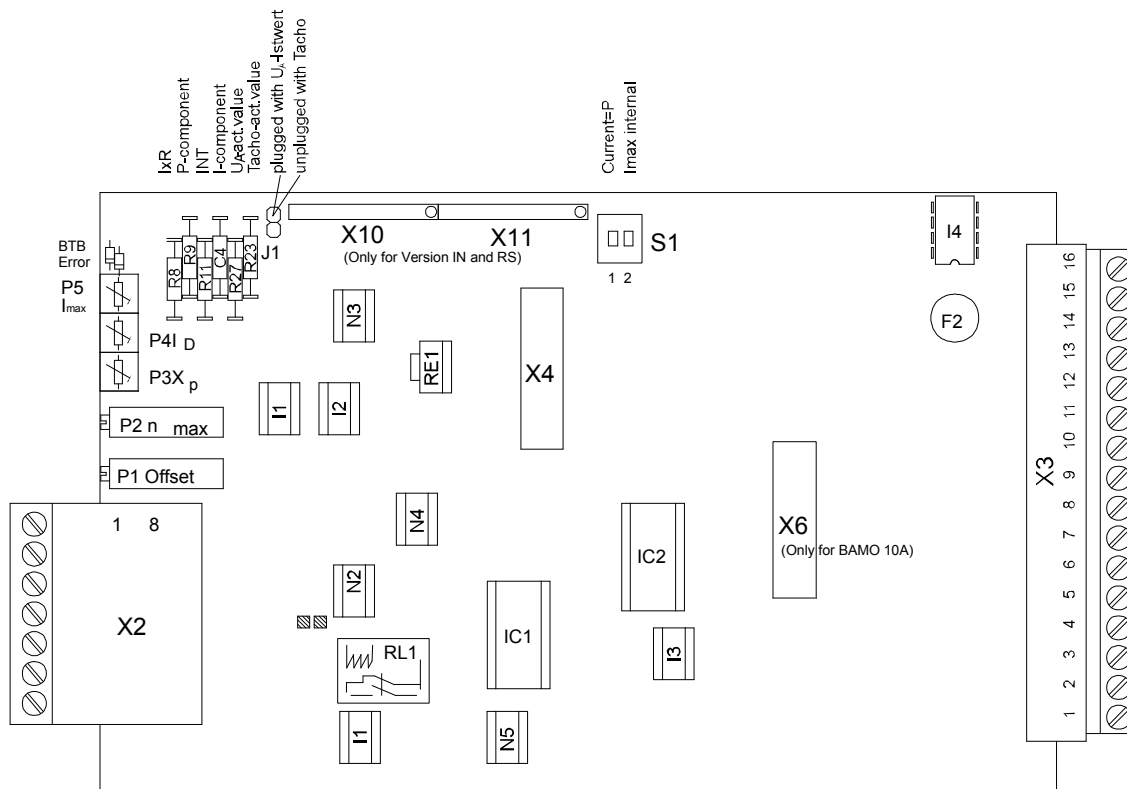 IxR
P-component
INT
I-component
UA-act.value
Tacho-act.value
plugged with UA-Istwert
unplugged with Tacho
Current=P
Imax internal
BTB
Error
R8
R9
R11
C4
R27
R23
J1
X10
(Only for Version IN and RS)
X11
S1
1 2
I4
F2
P5
Imax
P4I D
P3X p
P2 n max
P1 Offset
N3
RE1
X4
I1
I2
N4
X6
(Only for BAMO 10A)
IC2
N2
IC1
RL1
I3
I1
N5
1 8
X2
X3
16
15
14
13
12
11
10
9
8
7
6
5
4
3
2
1